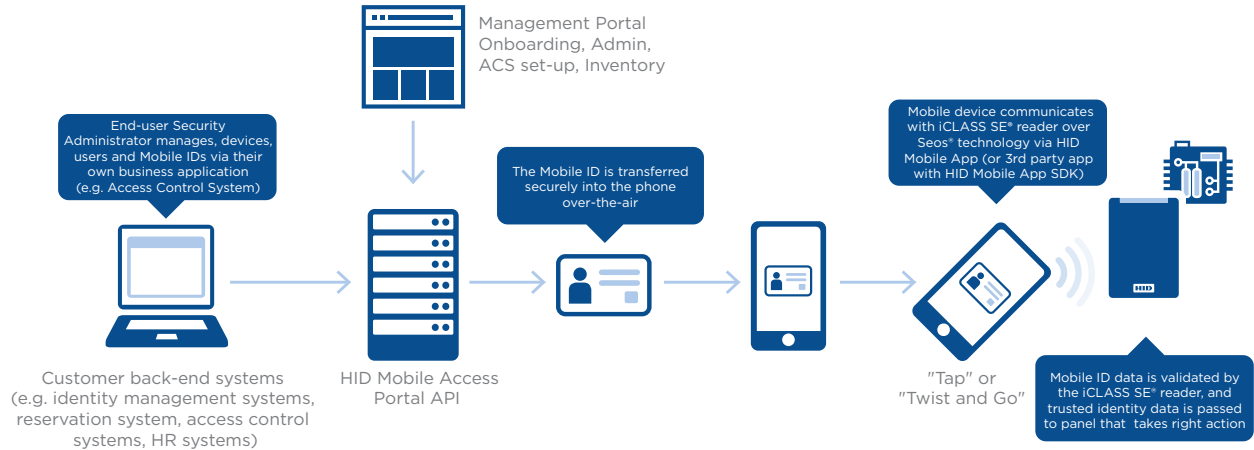 Management Portal
Onboarding, Admin,
ACS set-up, Inventory
End-user Security
Administrator manages, devices,
users and Mobile IDs via their
own business application
(e.g. Access Control System)
The Mobile ID is transferred
securely into the phone
over-the-air
Mobile device communicates
with iCLASS SE® reader over
Seos® technology via HID
Mobile App (or 3rd party app
with HID Mobile App SDK)
HID
Customer back-end systems
(e.g. identity management systems,
reservation system, access control
systems, HR systems)
HID Mobile Access
Portal API
"Tap" or
"Twist and Go"
Mobile ID data is validated by
the iCLASS SE® reader, and
trusted identity data is passed
to panel that takes right action